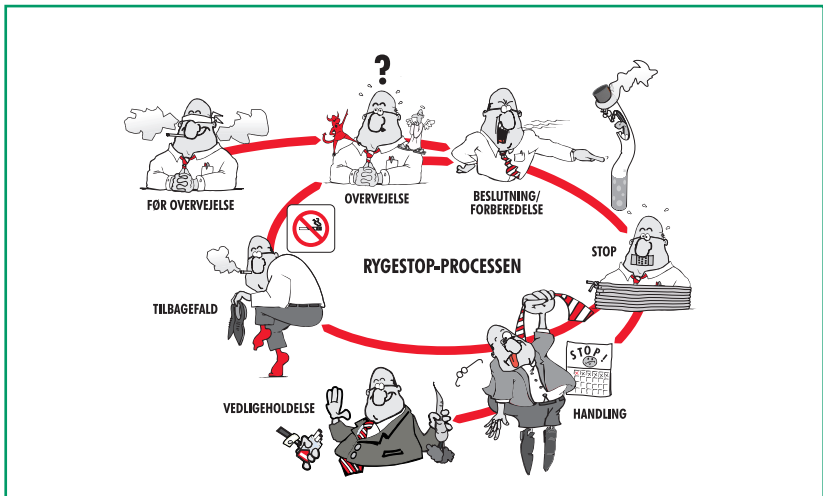 ?
FØR OVERVEJELSE
OVERVEJELSE
BESLUTNING/
FORBEREDELSE
STOP
RYGESTOP-PROCESSEN
TILBAGEFALD
STOP!
HANDLING
VEDLIGEHOLDELSE